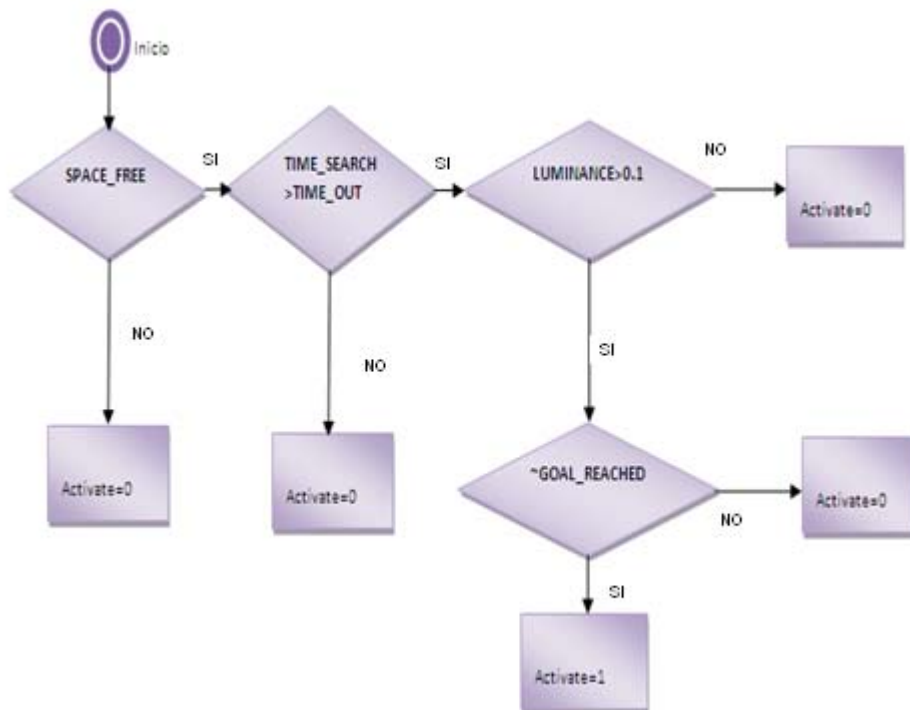 Inicio
SPACE_FREE
SI
TIME_SEARCH
>TIME_OUT
SI
LUMINANCE>0.1
NO
Activate=0
NO
NO
SI
Activate=0
Activate=0
~GOAL_REACHED
NO
Activate=0
SI
Activate=1